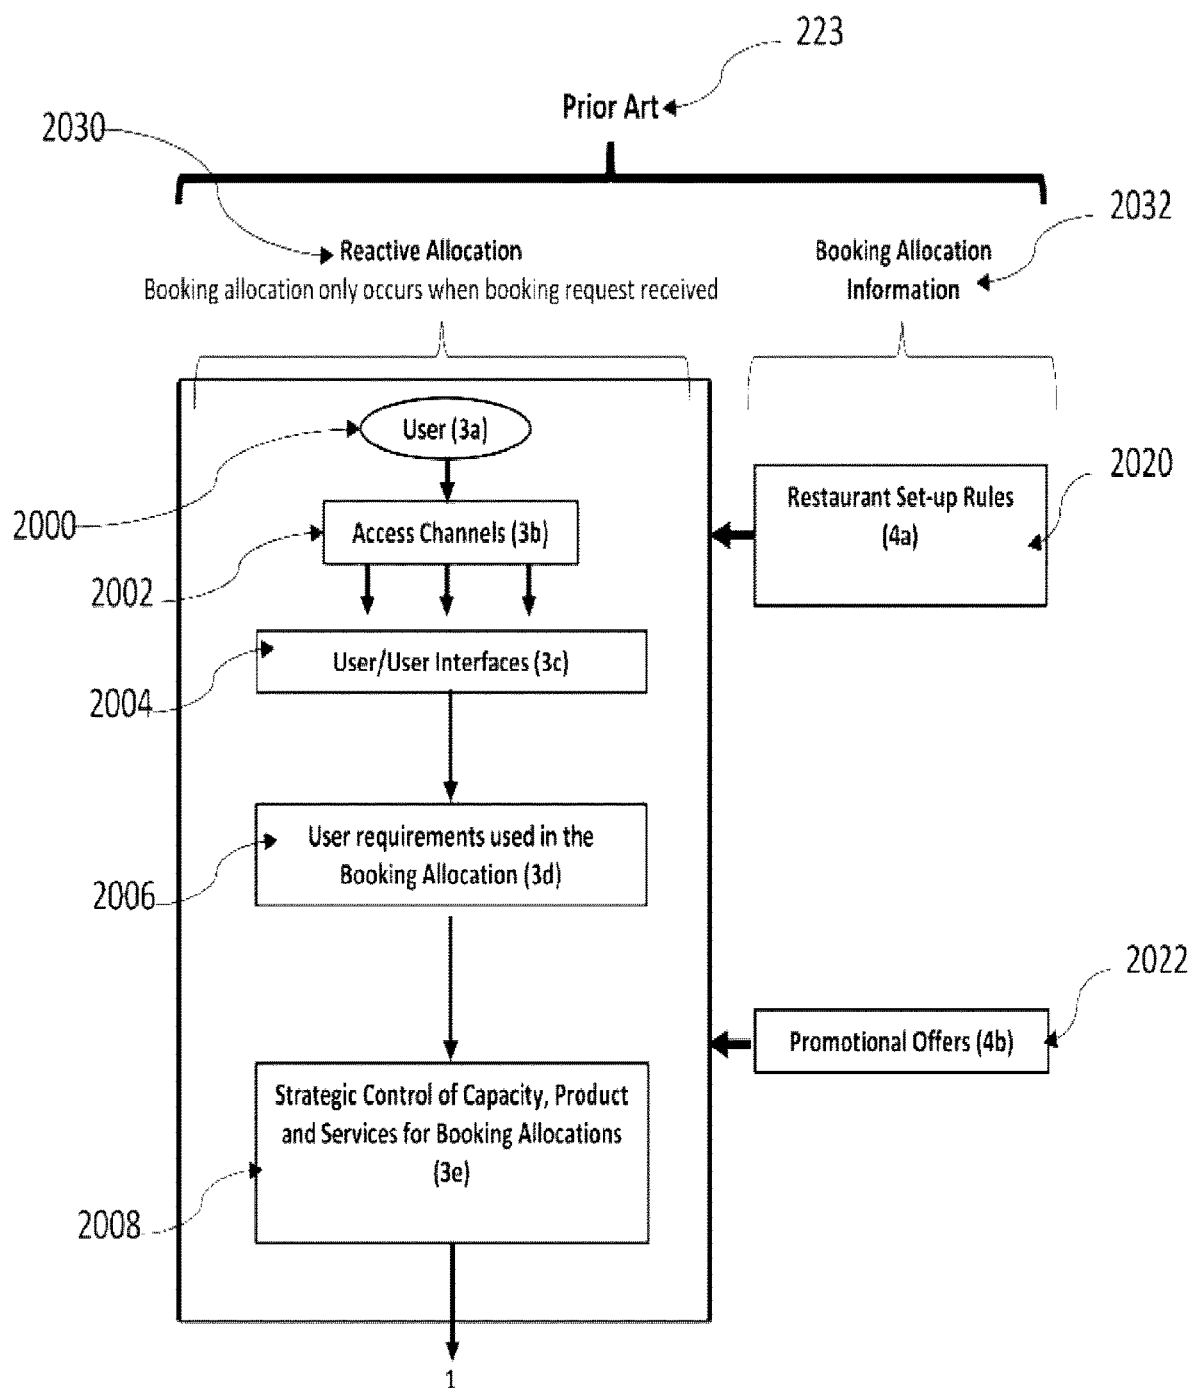 223
Prior Art
2030
2032
Reactive Allocation
Booking allocation only occurs when booking request received
Booking Allocation
Information
User (3a)
2000
Access Channels (3b)
2002
Restaurant Set-up Rules
(4a)
2020
User/User Interfaces (3c)
2004
User requirements used in the
Booking Allocation (3d)
2006
2022
Promotional Offers (4b)
Strategic Control of Capacity, Product
and Services for Booking Allocations
(3e)
2008
1